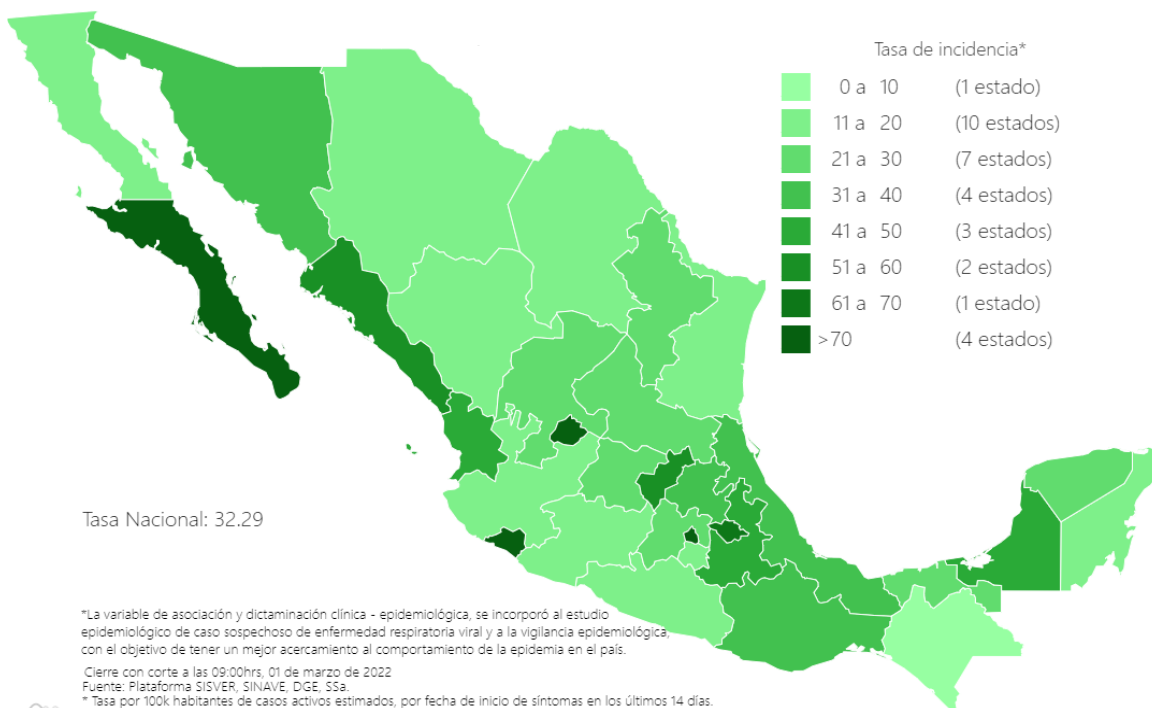 Tasa de incidencia*
0 a 10 (1 estado)
11 a 20 (10 estados)
21 a 30 (7 estados)
31 a 40 (4 estados)
41 a 50 (3 estados)
51 a 60 (2 estados)
61 a 70 (1 estado)
>70 (4 estados)
Tasa Nacional: 32.29
*La variable de asociación y dictaminación clínica - epidemiológica, se incorporó al estudio
epidemiológico de caso sospechoso de enfermedad respiratoria viral y a la vigilancia epidemiológica,
con el objetivo de tener un mejor acercamiento al comportamiento de la epidemia en el país.
Cierre con corte a las 09:00hrs, 01 de marzo de 2022
Fuente: Plataforma SISVER, SINAVE, DGE, SSa.
* Tasa por 100k habitantes de casos activos estimados, por fecha de inicio de síntomas en los últimos 14 días.